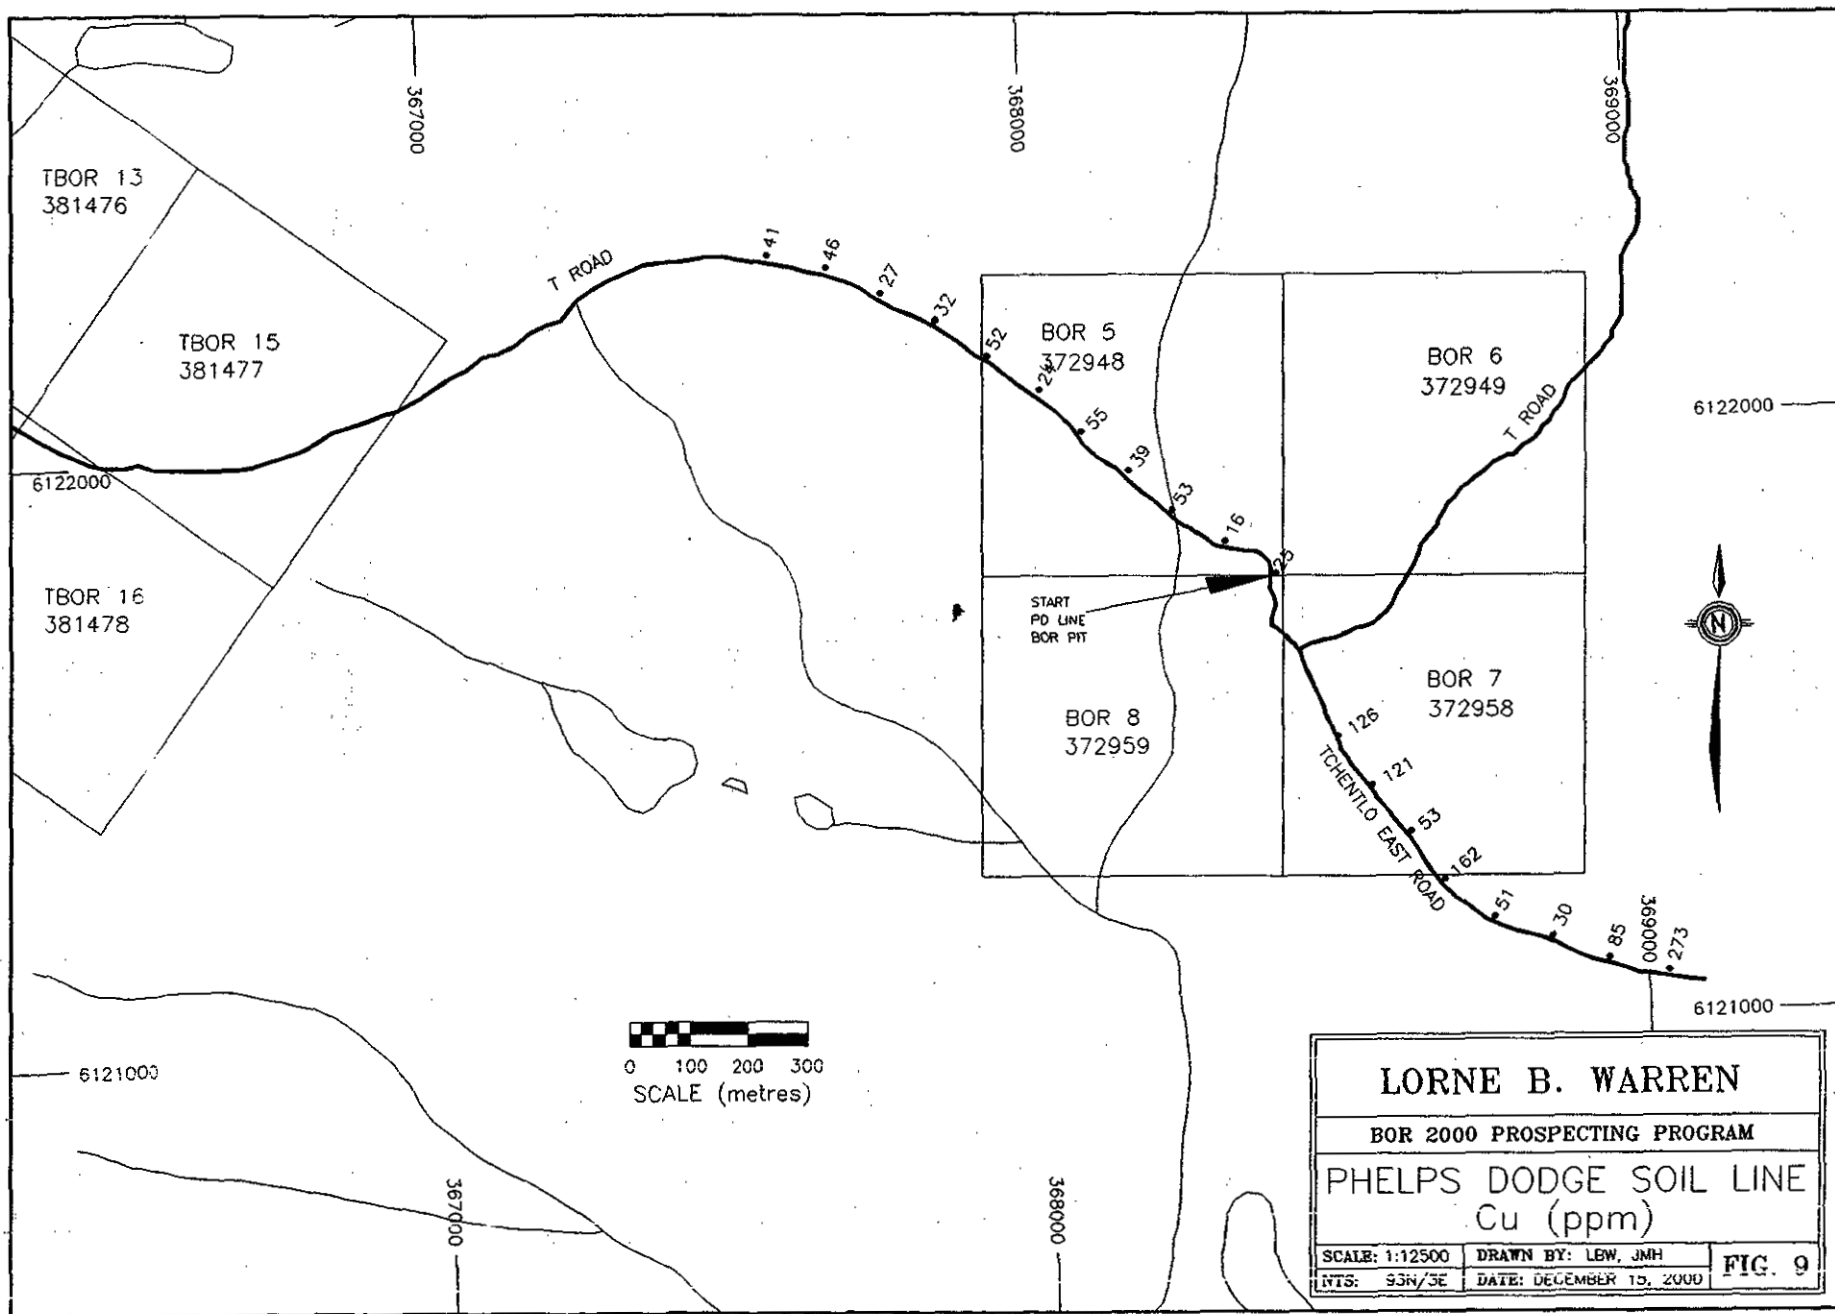 367000
368000
369000
TBOR 13
381476
T ROAD
41
46
27
32
52
24
55
39
53
16
25
TBOR 15
381477
BOR 5
372948
BOR 6
372949
T ROAD
6122000
6122000
TBOR 16
381478
START
PD LINE
BOR PIT
N
BOR 8
372959
BOR 7
372958
126
121
53
162
51
30
85
273
TCHENTLO EAST ROAD
369000
6121000
6121000
0 100 200 300
SCALE (metres)
367000
368000
LORNE B. WARREN
BOR 2000 PROSPECTING PROGRAM
PHELPS DODGE SOIL LINE
Cu (ppm)
SCALE: 1:12500
DRAWN BY: LBW, JMH
FIG. 9
NTS: 93N/3E
DATE: DECEMBER 15, 2000